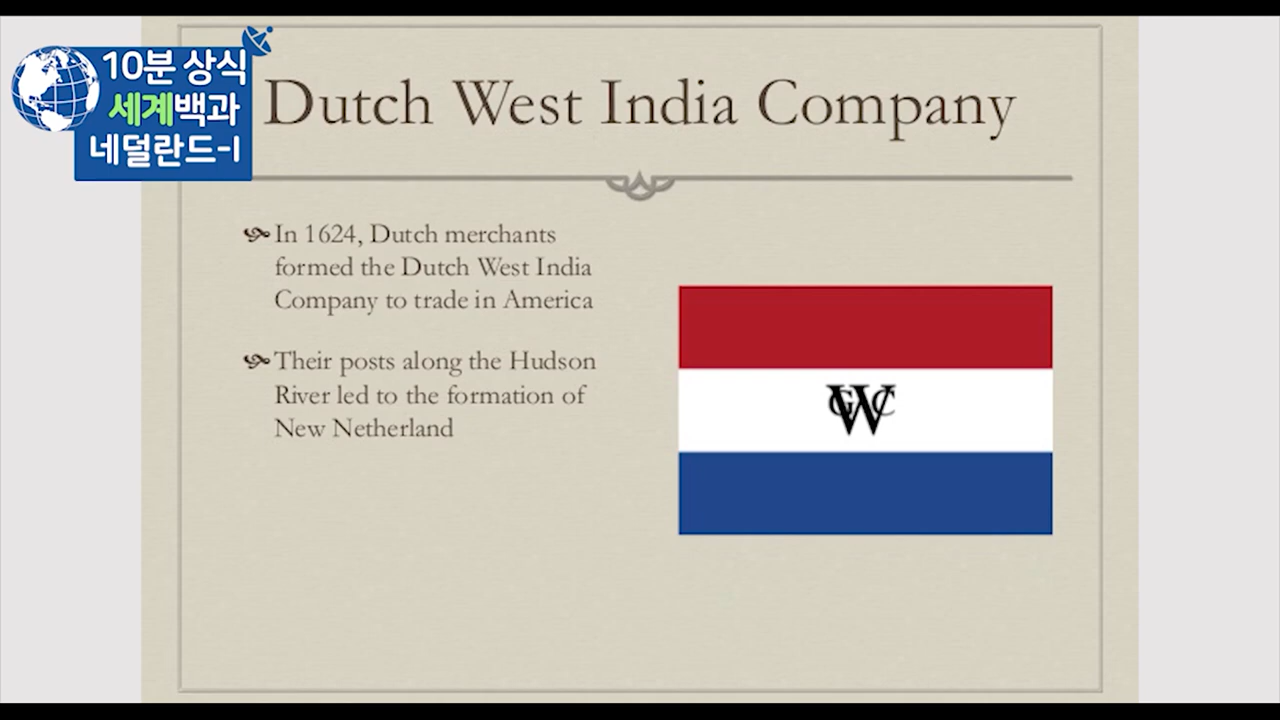 10분 상식
세계백과
네덜란드-I
Dutch West India Company
In 1624, Dutch merchants
formed the Dutch West India
Company to trade in America
Their posts along the Hudson
River led to the formation of
New Netherland
GWC